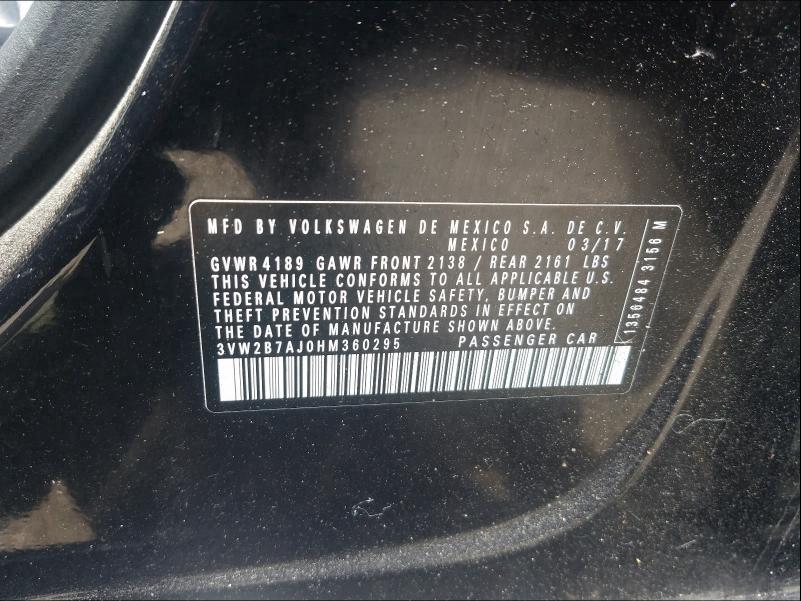 MFD BY VOLKSWAGEN DE MEXICO S.A. DE C.V.
MEXICO 03/17
GVWR 4189 GAWR FRONT 2138 / REAR 2161 LBS
THIS VEHICLE CONFORMS TO ALL APPLICABLE U.S.
FEDERAL MOTOR VEHICLE SAFETY, BUMPER AND
THEFT PREVENTION STANDARDS IN EFFECT ON
THE DATE OF MANUFACTURE SHOWN ABOVE.
3VW2B7AJ0HM360295 PASSENGER CAR
1350484 3156 M